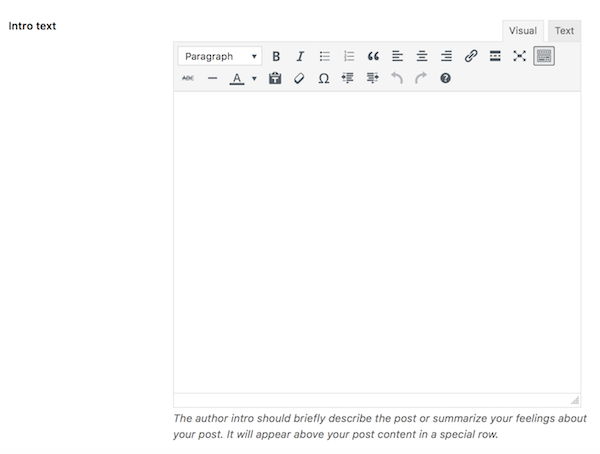 Intro text
Visual Text
Paragraph B I
ABC A Ω
The author intro should briefly describe the post or summarize your feelings about
your post. It will appear above your post content in a special row.